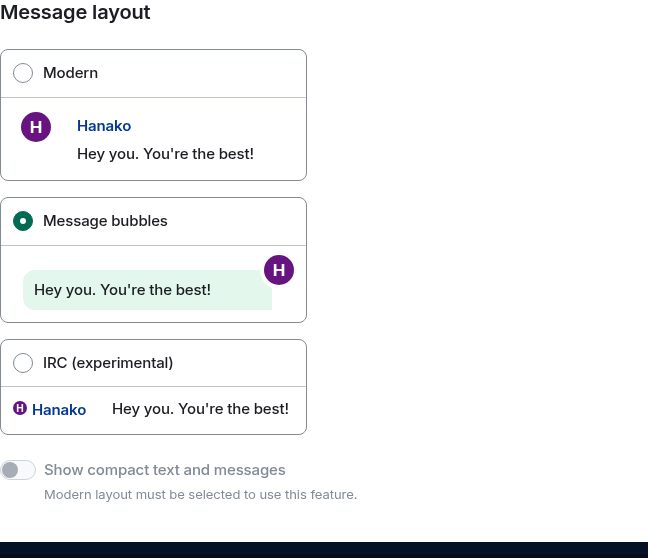 Message layout
Modern
H
Hanako
Hey you. You're the best!
Message bubbles
H
Hey you. You're the best!
IRC (experimental)
H Hanako Hey you. You're the best!
Show compact text and messages
Modern layout must be selected to use this feature.